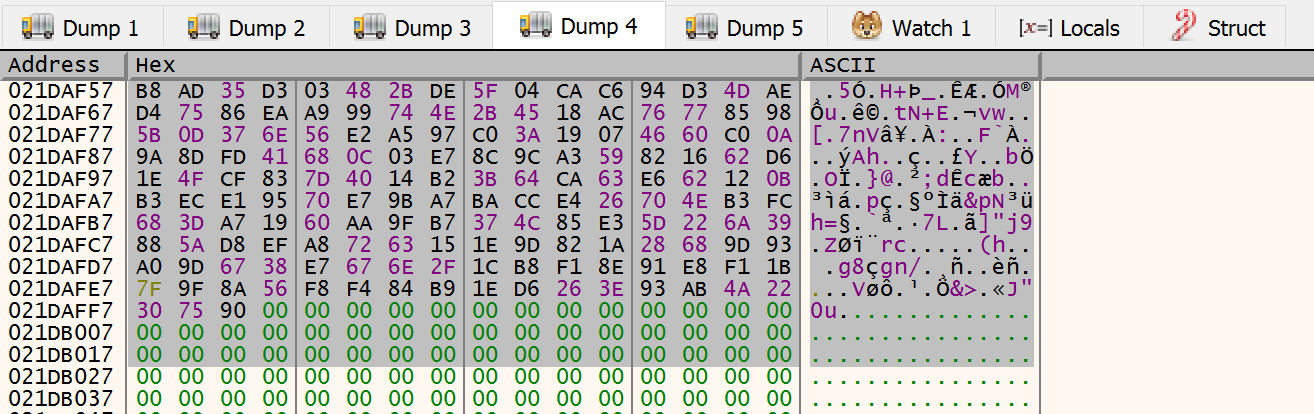 Dump 1 Dump 2 Dump 3 Dump 4 Dump 5 Watch 1 [x=] Locals Struct
Address Hex ASCII
021DAF57 B8 AD 35 D3 03 48 2B DE 5F 04 CA C6 94 D3 4D AE ¸.5Ó.H+Þ_.ÊÆ.ÓM®
021DAF67 D4 75 86 EA A9 99 74 4E 2B 45 18 AC 76 77 85 98 Ôu.ê©.tN+E.¬vw..
021DAF77 5B 0D 37 6E 56 E2 A5 97 C0 3A 19 07 46 60 C0 0A [.7nVâ¥.À:..F`À.
021DAF87 9A 8D FD 41 68 0C 03 E7 8C 9C A3 59 82 16 62 D6 ..ýAh..ç..£Y..bÖ
021DAF97 1E 4F CF 83 7D 40 14 B2 3B 64 CA 63 E6 62 12 0B .OÏ.}@.²;dÊcæb..
021DAFA7 B3 EC E1 95 70 E7 9B A7 BA CC E4 26 70 4E B3 FC ³ìá.pç.§ºÌä&pN³ü
021DAFB7 68 3D A7 19 60 AA 9F B7 37 4C 85 E3 5D 22 6A 39 h=§.`ª.·7L.ã]"j9
021DAFC7 88 5A D8 EF A8 72 63 15 1E 9D 82 1A 28 68 9D 93 .ZØï¨rc.....(h..
021DAFD7 A0 9D 67 38 E7 67 6E 2F 1C B8 F1 8E 91 E8 F1 1B .g8çgn/.¸ñ..èñ.
021DAFE7 7F 9F 8A 56 F8 F4 84 B9 1E D6 26 3E 93 AB 4A 22 ...Vøô.¹.Ö&>.«J"
021DAFF7 30 75 90 00 00 00 00 00 00 00 00 00 00 00 00 00 0u..............
021DB007 00 00 00 00 00 00 00 00 00 00 00 00 00 00 00 00 ................
021DB017 00 00 00 00 00 00 00 00 00 00 00 00 00 00 00 00 ................
021DB027 00 00 00 00 00 00 00 00 00 00 00 00 00 00 00 00 ................
021DB037 00 00 00 00 00 00 00 00 00 00 00 00 00 00 00 00 ................